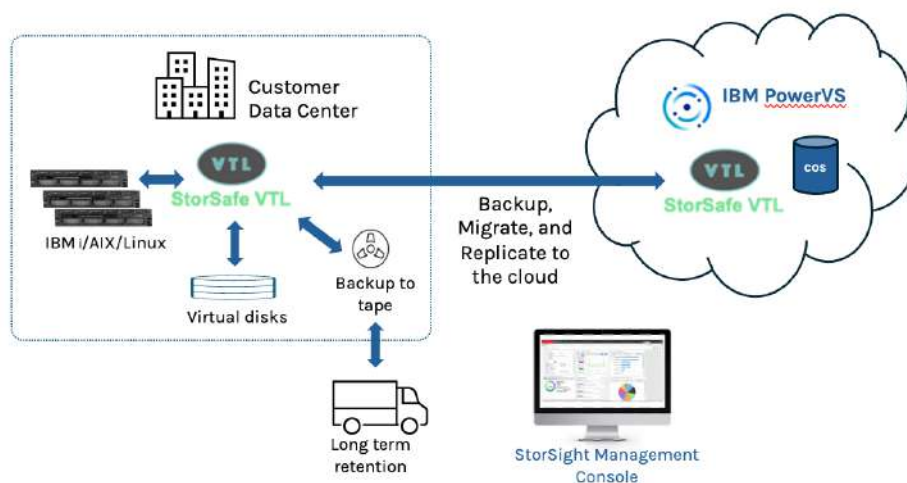 Customer
Data Center
VTL
StorSafe VTL
IBM i/AIX/Linux
Virtual disks
Backup to
tape
Long term
retention
Backup,
Migrate, and
Replicate to
the cloud
IBM PowerVS
VTL
StorSafe VTL
COS
StorSight Management
Console